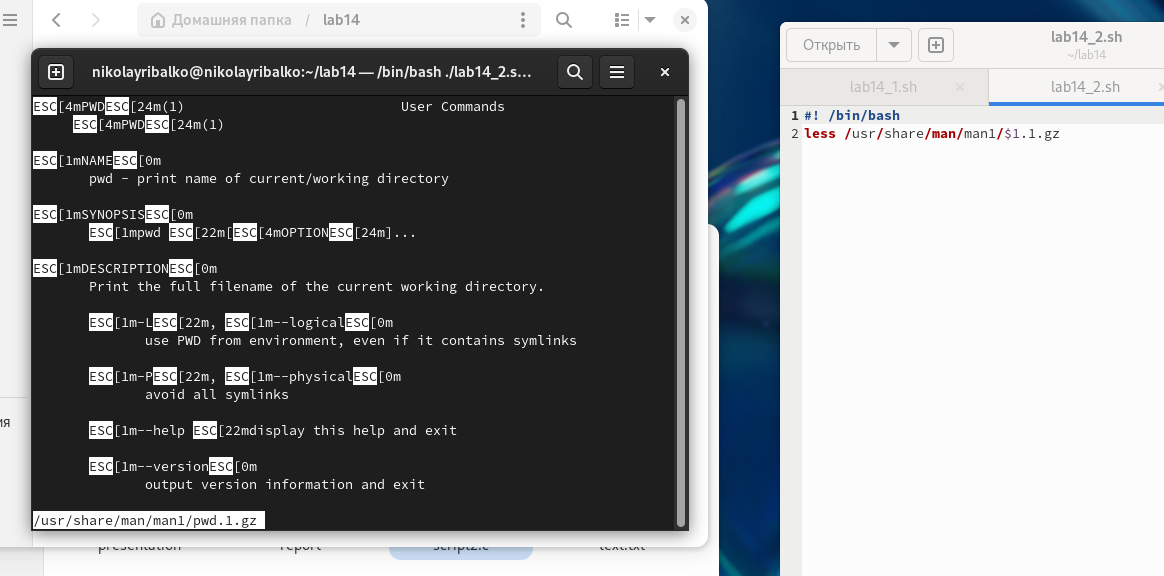 Домашняя папка / lab14
nikolayribalko@nikolayribalko:~/lab14 — /bin/bash ./lab14_2.s...
ESC[4mPWDESC[24m(1) User Commands
ESC[4mPWDESC[24m(1)
ESC[1mNAMEESC[0m
pwd - print name of current/working directory
ESC[1mSYNOPSISESC[0m
ESC[1mpwd ESC[22m[ESC[4mOPTIONESC[24m]...
ESC[1mDESCRIPTIONESC[0m
Print the full filename of the current working directory.
ESC[1m-LESC[22m, ESC[1m--logicalESC[0m
use PWD from environment, even if it contains symlinks
ESC[1m-PESC[22m, ESC[1m--physicalESC[0m
avoid all symlinks
ESC[1m--help ESC[22mdisplay this help and exit
ESC[1m--versionESC[0m
output version information and exit
/usr/share/man/man1/pwd.1.gz
ия
presentation report script2.c text.txt
Открыть
lab14_2.sh
~/lab14
lab14_1.sh lab14_2.sh
1 #! /bin/bash
2 less /usr/share/man/man1/$1.1.gz